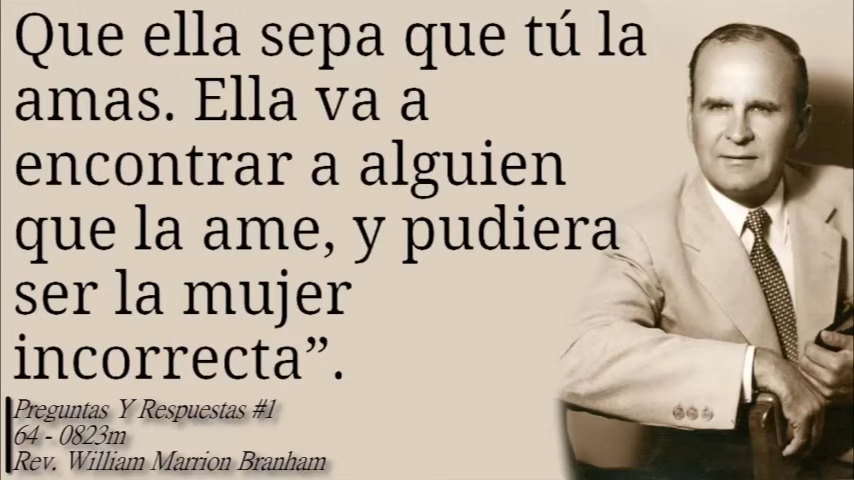 Que ella sepa que tú la
amas. Ella va a
encontrar a alguien
que la ame, y pudiera
ser la mujer
incorrecta”.
Preguntas Y Respuestas #1
64 - 0823m
Rev. William Marrion Branham